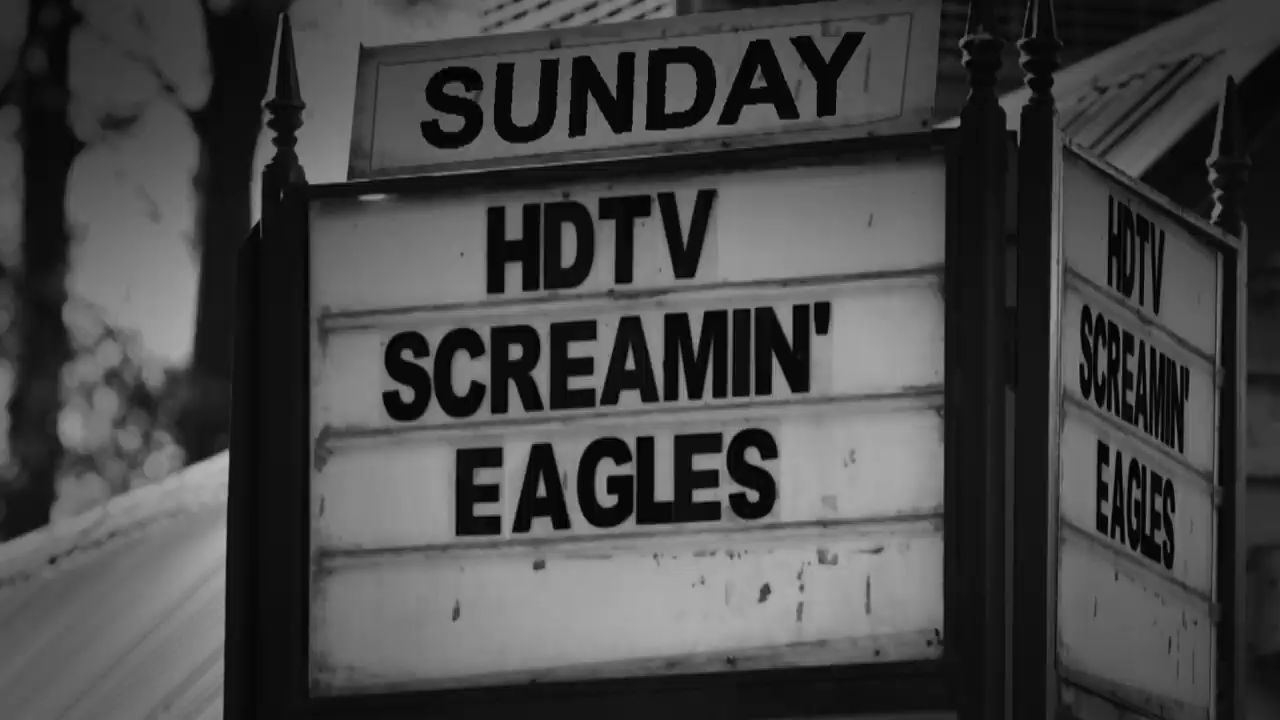 SUNDAY
HDTV
SCREAMIN'
EAGLES
HDTV
SCREAMIN'
EAGLES